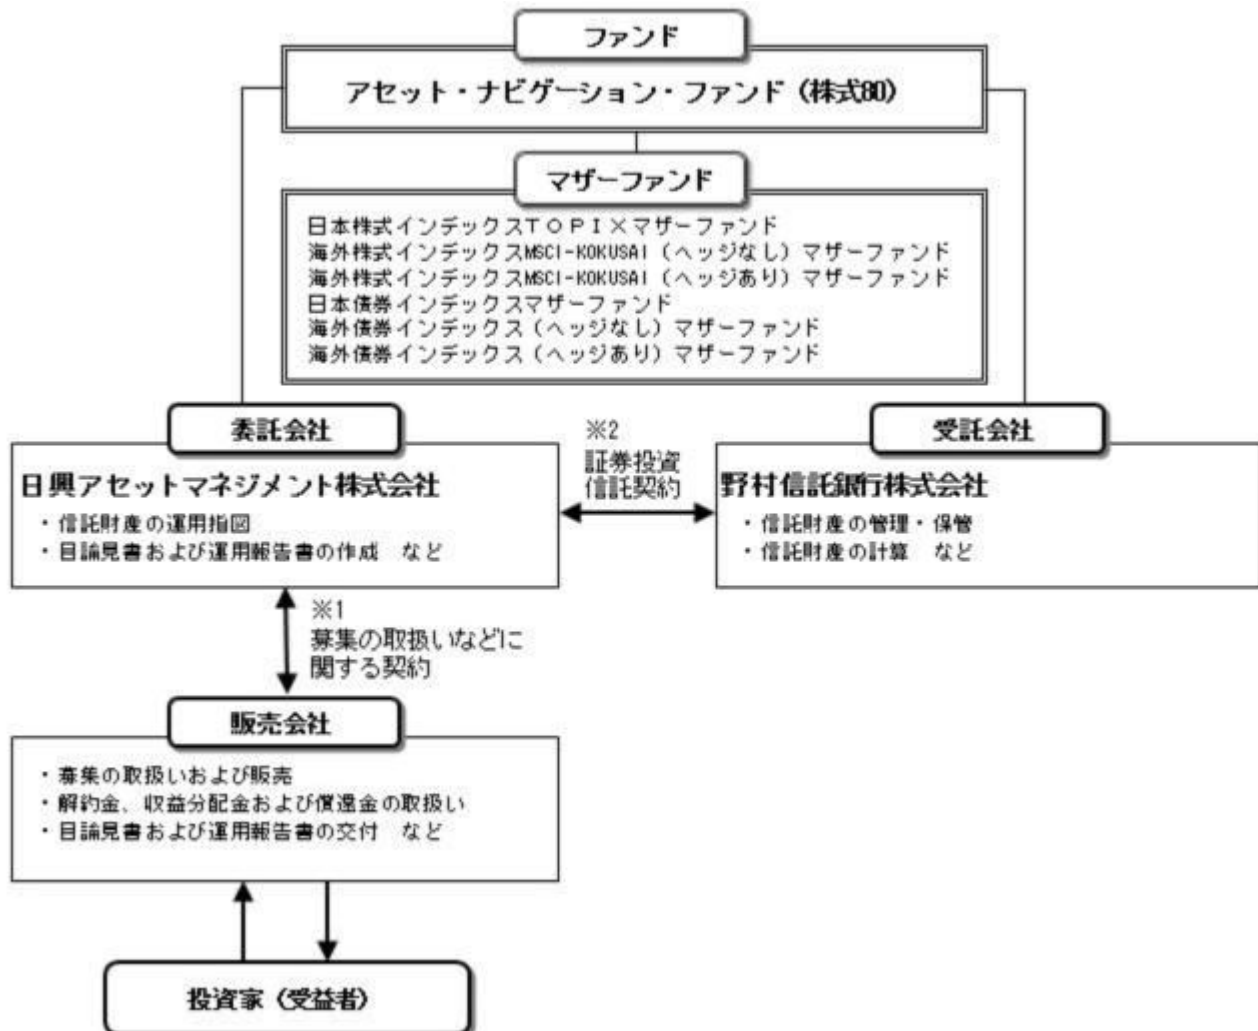 ファンド
アセット・ナビゲーション・ファンド（株式80）
マザーファンド
日本株式インデックスＴＯＰＩＸマザーファンド
海外株式インデックスMSCI-KOKUSAI（ヘッジなし）マザーファンド
海外株式インデックスMSCI-KOKUSAI（ヘッジあり）マザーファンド
日本債券インデックスマザーファンド
海外債券インデックス（ヘッジなし）マザーファンド
海外債券インデックス（ヘッジあり）マザーファンド
委託会社
日興アセットマネジメント株式会社
・信託財産の運用指図
・目論見書および運用報告書の作成　など
※2
証券投資
信託契約
受託会社
野村信託銀行株式会社
・信託財産の管理・保管
・信託財産の計算　など
※1
募集の取扱いなどに
関する契約
販売会社
・募集の取扱いおよび販売
・解約金、収益分配金および償還金の取扱い
・目論見書および運用報告書の交付　など
投資家（受益者）